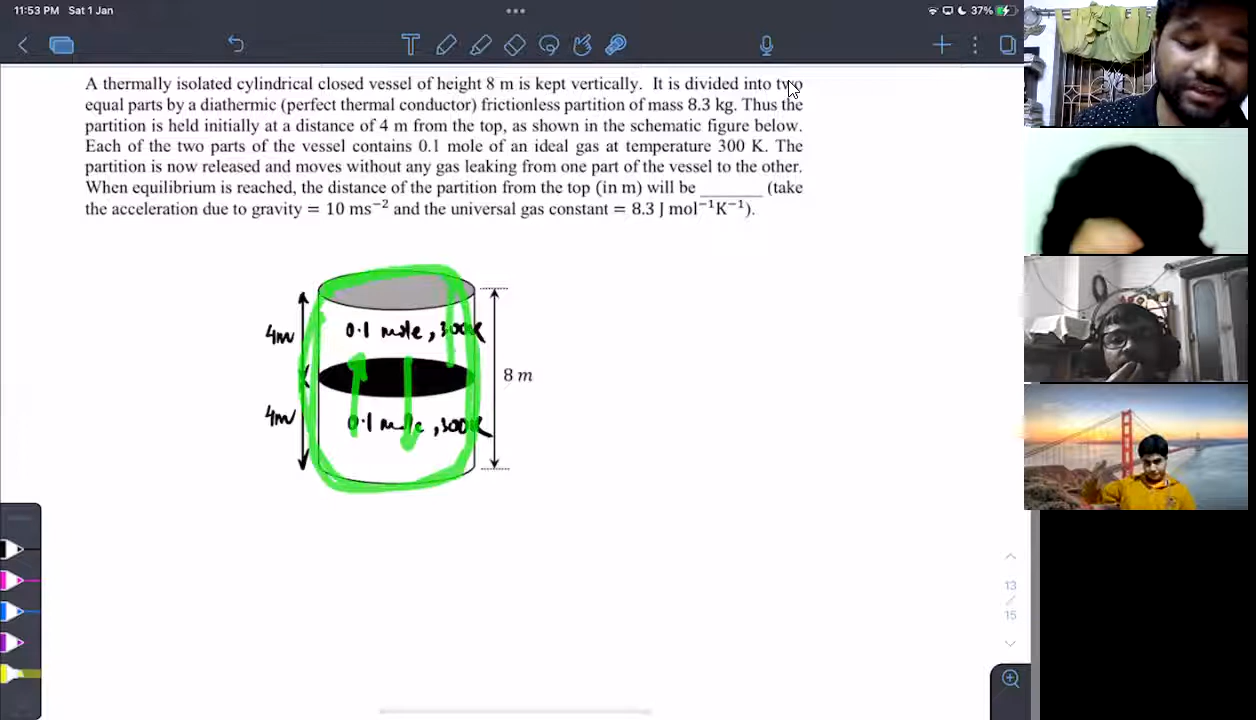 11:53 PM Sat 1 Jan
37%
A thermally isolated cylindrical closed vessel of height 8 m is kept vertically. It is divided into two
equal parts by a diathermic (perfect thermal conductor) frictionless partition of mass 8.3 kg. Thus the
partition is held initially at a distance of 4 m from the top, as shown in the schematic figure below.
Each of the two parts of the vessel contains 0.1 mole of an ideal gas at temperature 300 K. The
partition is now released and moves without any gas leaking from one part of the vessel to the other.
When equilibrium is reached, the distance of the partition from the top (in m) will be ______ (take
the acceleration due to gravity = 10 ms⁻² and the universal gas constant = 8.3 J mol⁻¹K⁻¹).
4m
0.1 mole, 300K
8 m
4m
0.1 mole, 300K
13
/
15